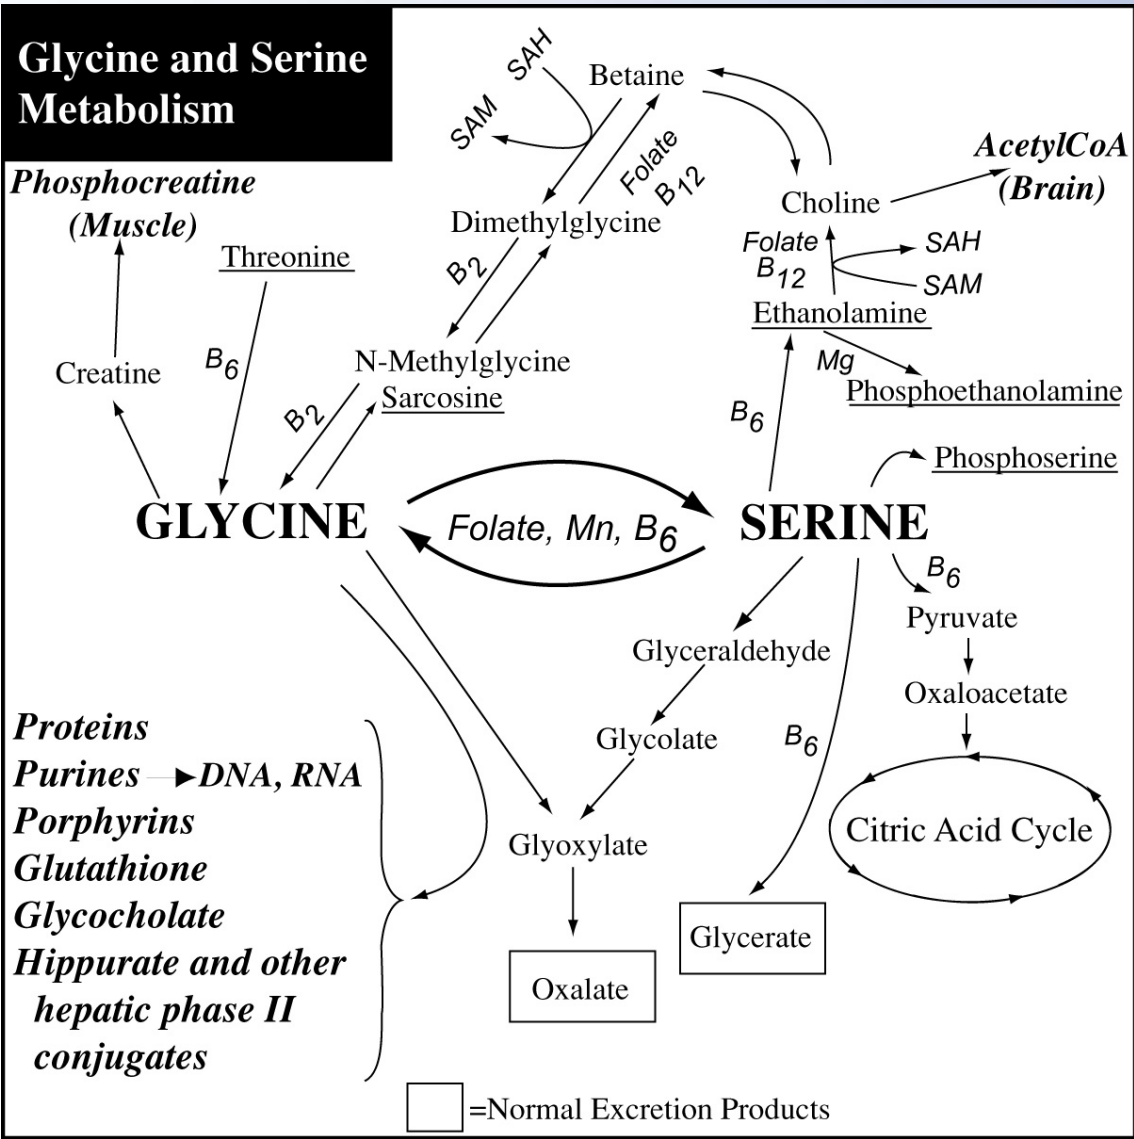 Glycine and Serine
Metabolism
SAH
SAM
Betaine
Folate
B12
AcetylCoA
(Brain)
Phosphocreatine
(Muscle)
Threonine
Dimethylglycine
Choline
Folate
B12
SAH
SAM
B2
Ethanolamine
Mg
Phosphoethanolamine
Creatine
B6
N-Methylglycine
Sarcosine
B2
B6
Phosphoserine
GLYCINE
Folate, Mn, B6
SERINE
B6
Pyruvate
Glyceraldehyde
Oxaloacetate
Glycolate
B6
Proteins
Purines DNA, RNA
Porphyrins
Glutathione
Glycocholate
Hippurate and other
hepatic phase II
conjugates
Glyoxylate
Citric Acid Cycle
Glycerate
Oxalate
=Normal Excretion Products